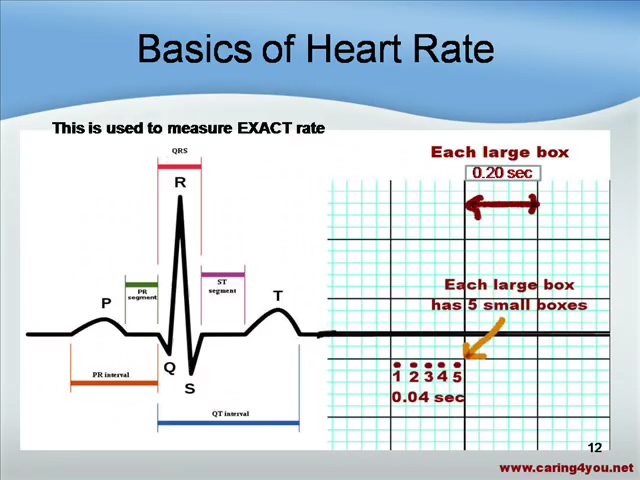 Basics of Heart Rate
This is used to measure EXACT rate
QRS
R
PR
segment
ST
segment
P
T
Q
S
PR interval
QT interval
Each large box
0.20 sec
Each large box
has 5 small boxes
1 2 3 4 5
0.04 sec
12
www.caring4you.net